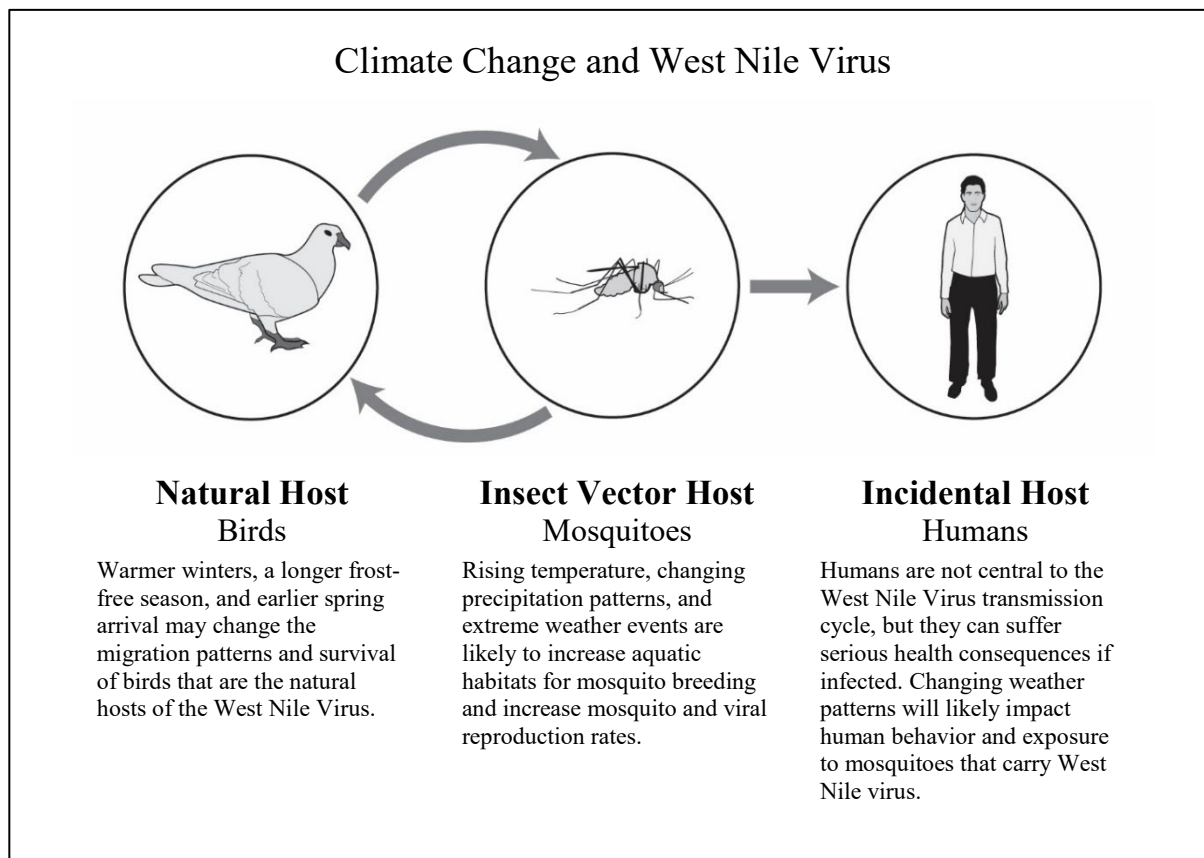 Climate Change and West Nile Virus
Natural Host
Birds
Warmer winters, a longer frost-
free season, and earlier spring
arrival may change the
migration patterns and survival
of birds that are the natural
hosts of the West Nile Virus.
Insect Vector Host
Mosquitoes
Rising temperature, changing
precipitation patterns, and
extreme weather events are
likely to increase aquatic
habitats for mosquito breeding
and increase mosquito and viral
reproduction rates.
Incidental Host
Humans
Humans are not central to the
West Nile Virus transmission
cycle, but they can suffer
serious health consequences if
infected. Changing weather
patterns will likely impact
human behavior and exposure
to mosquitoes that carry West
Nile virus.